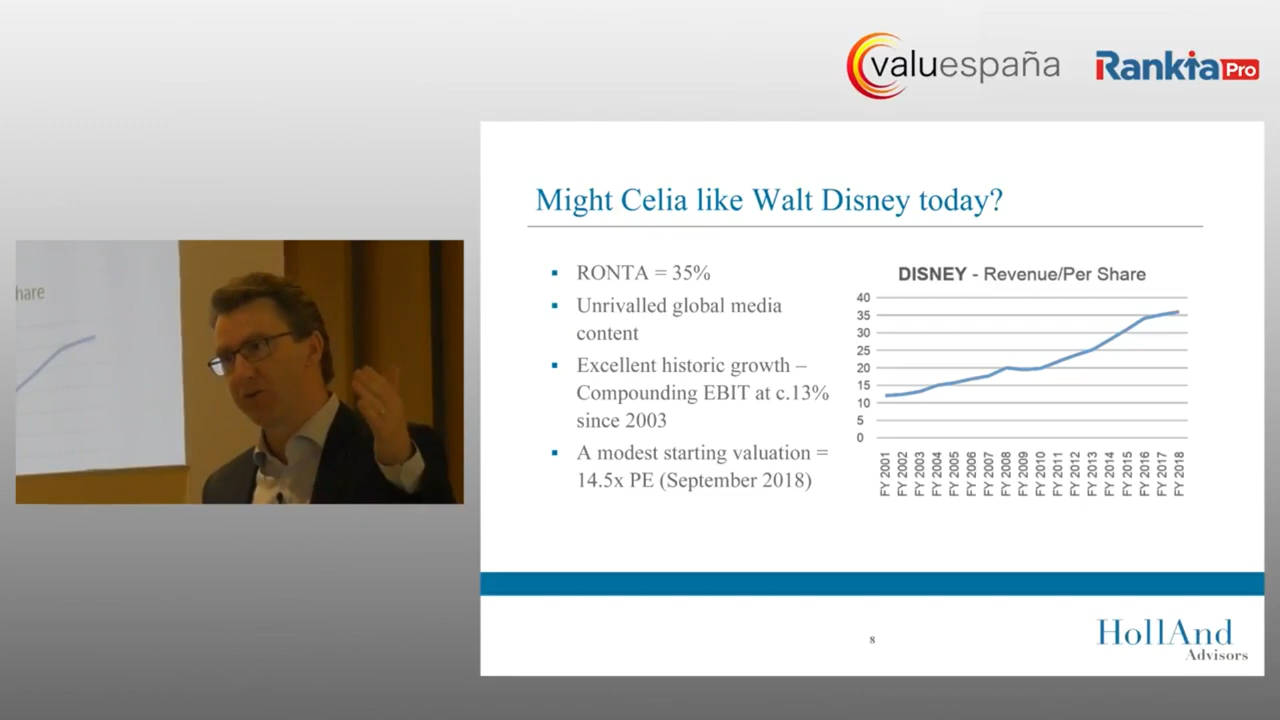 valuespaña
RankiaPro
Might Celia like Walt Disney today?
RONTA = 35%
Unrivalled global media
content
Excellent historic growth –
Compounding EBIT at c.13%
since 2003
A modest starting valuation =
14.5x PE (September 2018)
DISNEY - Revenue/Per Share
40
35
30
25
20
15
10
5
0
FY 2001
FY 2002
FY 2003
FY 2004
FY 2005
FY 2006
FY 2007
FY 2008
FY 2009
FY 2010
FY 2011
FY 2012
FY 2013
FY 2014
FY 2015
FY 2016
FY 2017
FY 2018
hare
8
HollAnd
Advisors